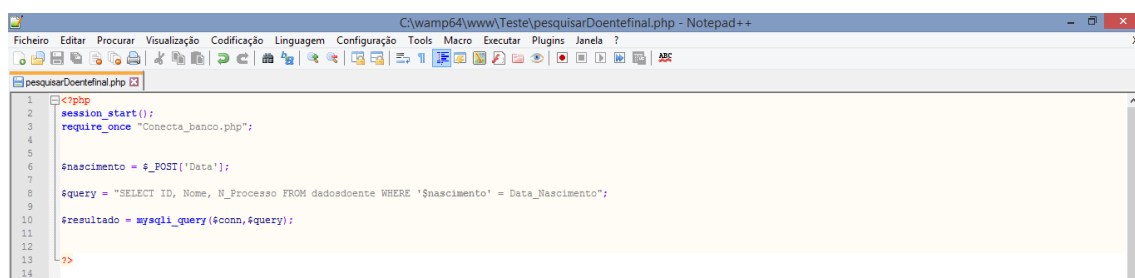 C:\wamp64\www\Teste\pesquisarDoentefinal.php - Notepad++
Ficheiro Editar Procurar Visualização Codificação Linguagem Configuração Tools Macro Executar Plugins Janela ?
ABC
pesquisarDoentefinal.php
1 <?php
2 session_start();
3 require_once "Conecta_banco.php";
4
5
6 $nascimento = $_POST['Data'];
7
8 $query = "SELECT ID, Nome, N_Processo FROM dadosdoente WHERE '$nascimento' = Data_Nascimento";
9
10 $resultado = mysqli_query($conn,$query);
11
12
13 ?>
14